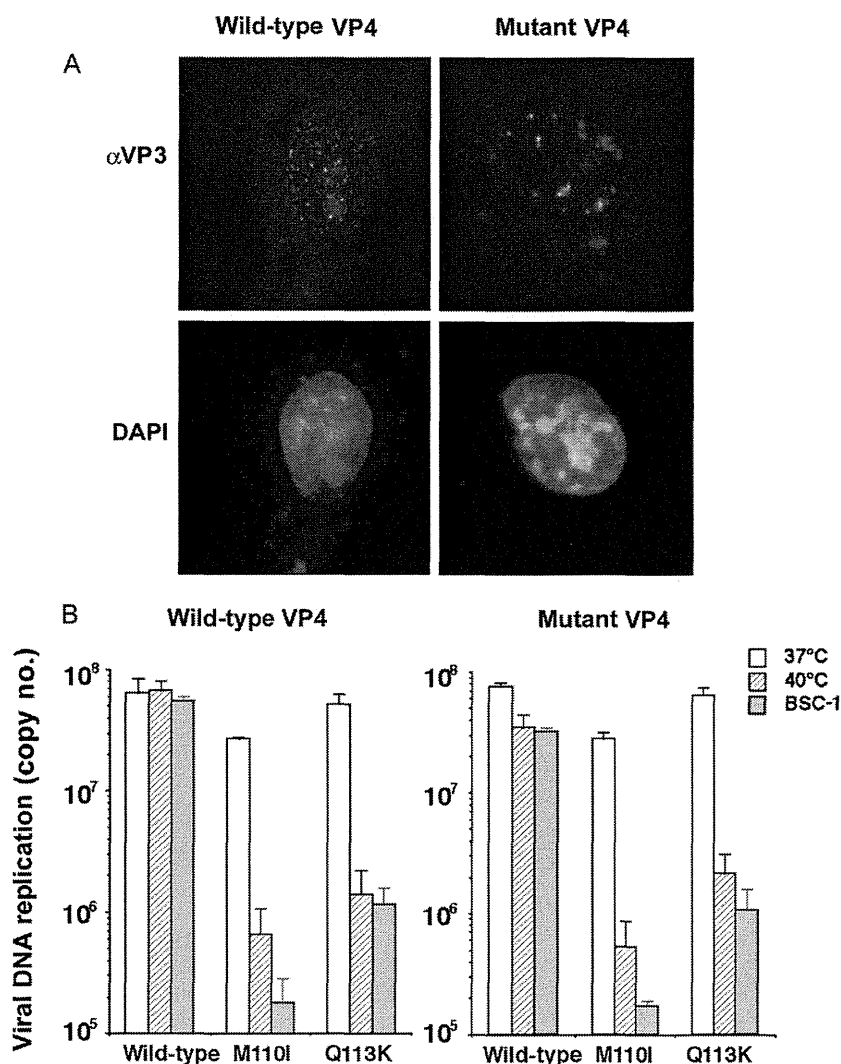 Wild-type VP4 Mutant VP4
A
αVP3
DAPI
B
Wild-type VP4 Mutant VP4
37°C
40°C
BSC-1
Viral DNA replication (copy no.)
10⁸
10⁷
10⁶
10⁵
10⁸
10⁷
10⁶
10⁵
Wild-type M110I Q113K
Wild-type M110I Q113K